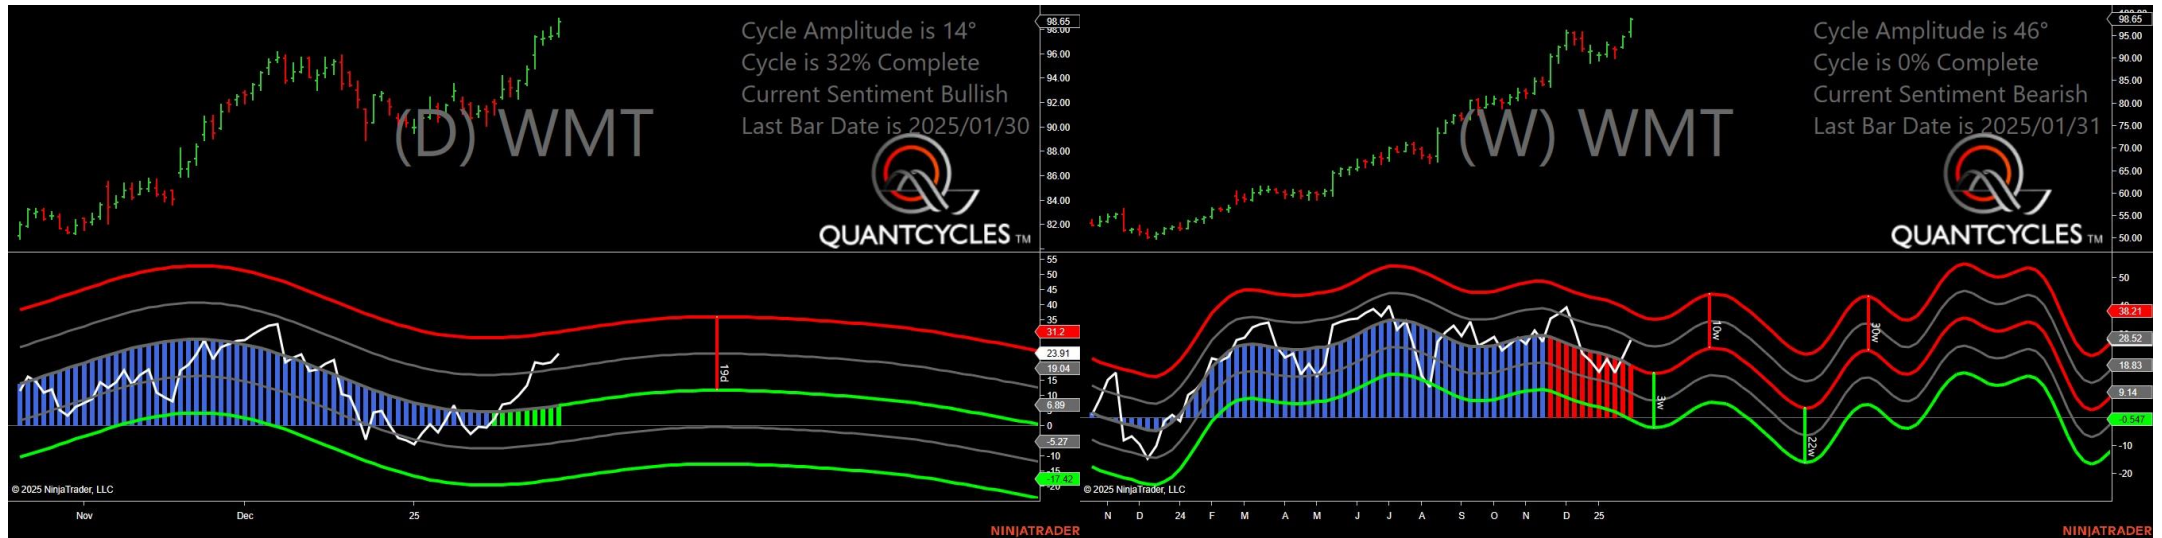 Cycle Amplitude is 14°
Cycle is 32% Complete
Current Sentiment Bullish
Last Bar Date is 2025/01/30
(D) WMT
QUANTCYCLES TM
98.65
98.00
96.00
94.00
92.00
90.00
88.00
86.00
84.00
82.00
55
50
45
40
35
31.2
23.91
19.04
15
10
6.89
0
-5.27
-10
-15
-17.42
-20
19d
© 2025 NinjaTrader, LLC
Nov
Dec
25
NINJATRADER
Cycle Amplitude is 46°
Cycle is 0% Complete
Current Sentiment Bearish
Last Bar Date is 2025/01/31
(W) WMT
QUANTCYCLES TM
98.65
95.00
90.00
85.00
80.00
75.00
70.00
65.00
60.00
55.00
50.00
50
38.21
28.52
18.83
9.14
-0.547
-10
-20
10w
30w
3w
22w
© 2025 NinjaTrader, LLC
N D 24 F M A M J J A S O N D 25
NINJATRADER